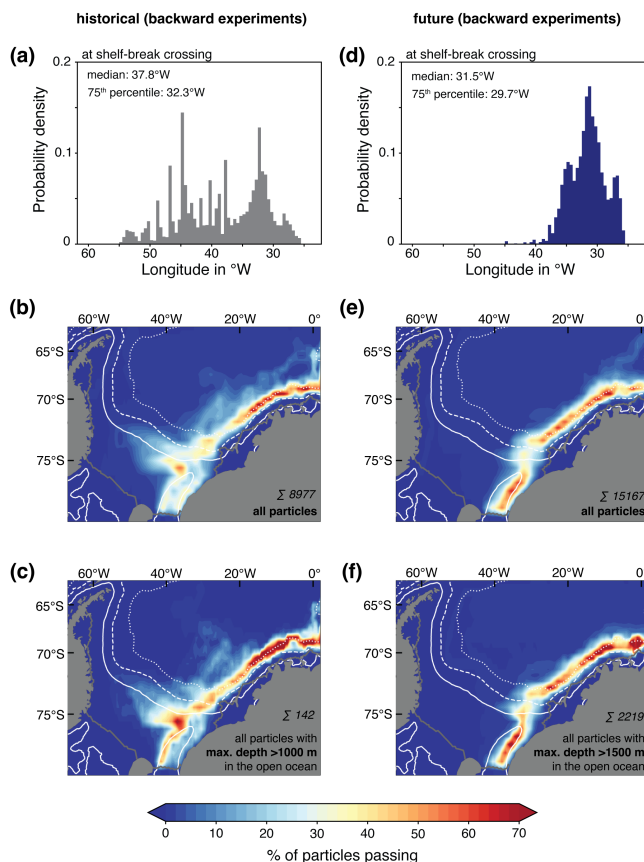 historical (backward experiments)
future (backward experiments)
(a)
at shelf-break crossing
0.2
median: 37.8°W
75th percentile: 32.3°W
Probability density
0.1
0
60
50
40
30
Longitude in °W
(d)
at shelf-break crossing
0.2
median: 31.5°W
75th percentile: 29.7°W
Probability density
0.1
0
60
50
40
30
Longitude in °W
(b)
60°W
40°W
20°W
0°
65°S
70°S
75°S
∑ 8977
all particles
(e)
60°W
40°W
20°W
0
65°S
70°S
75°S
∑ 15167
all particles
(c)
60°W
40°W
20°W
0°
65°S
70°S
75°S
∑ 142
all particles with
max. depth >1000 m
in the open ocean
(f)
60°W
40°W
20°W
0
65°S
70°S
75°S
∑ 2219
all particles with
max. depth >1500 m
in the open ocean
0 10 20 30 40 50 60 70
% of particles passing